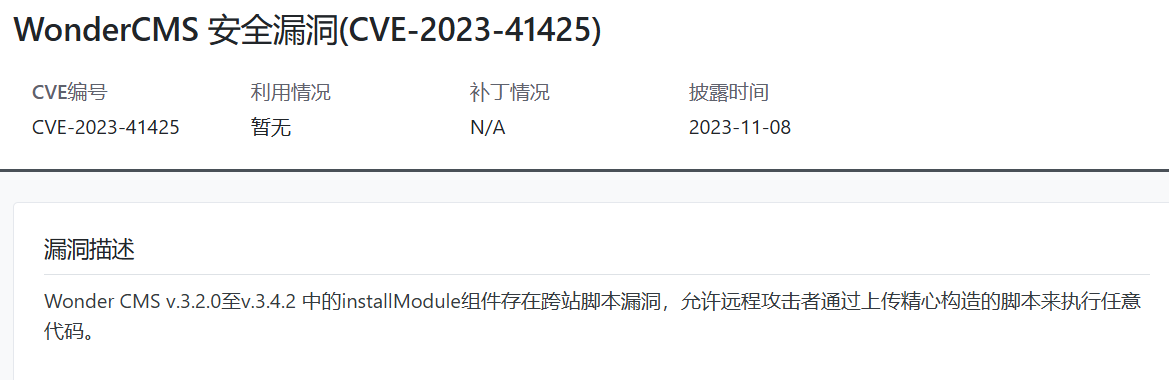 WonderCMS 安全漏洞(CVE-2023-41425)
CVE编号 利用情况 补丁情况 披露时间
CVE-2023-41425 暂无 N/A 2023-11-08
漏洞描述
Wonder CMS v.3.2.0至v.3.4.2 中的installModule组件存在跨站脚本漏洞，允许远程攻击者通过上传精心构造的脚本来执行任意
代码。